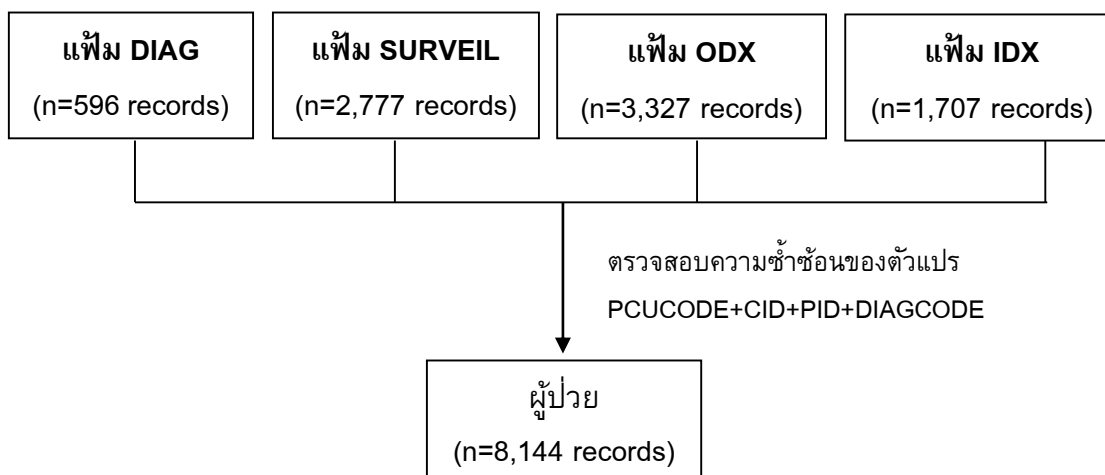 แฟ้ม DIAG
(n=596 records)
แฟ้ม SURVEIL
(n=2,777 records)
แฟ้ม ODX
(n=3,327 records)
แฟ้ม IDX
(n=1,707 records)
ตรวจสอบความซ้ำซ้อนของตัวแปร
PCUCODE+CID+PID+DIAGCODE
ผู้ป่วย
(n=8,144 records)